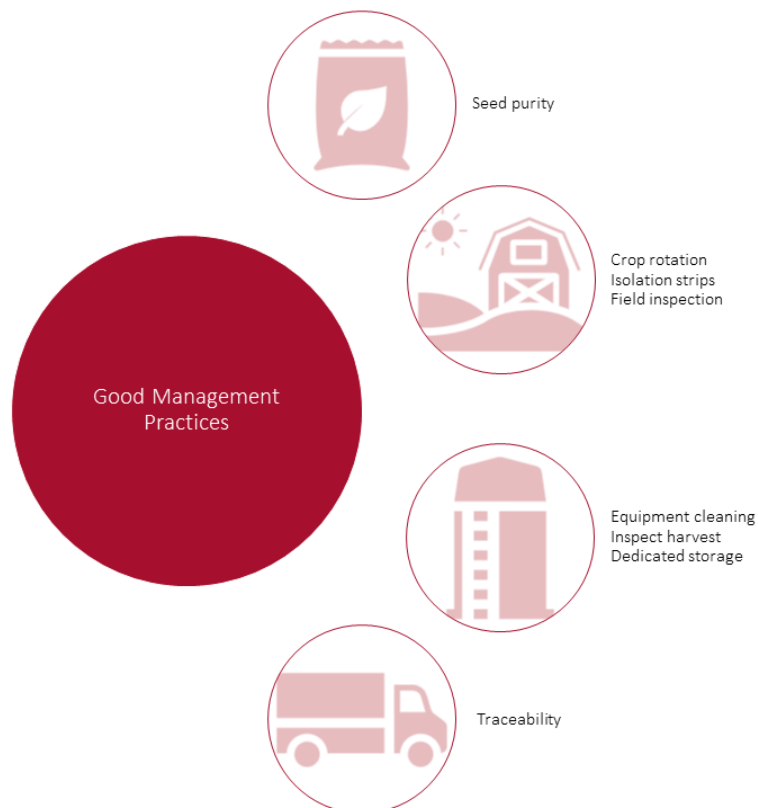 Seed purity
Crop rotation
Isolation strips
Field inspection
Good Management
Practices
Equipment cleaning
Inspect harvest
Dedicated storage
Traceability